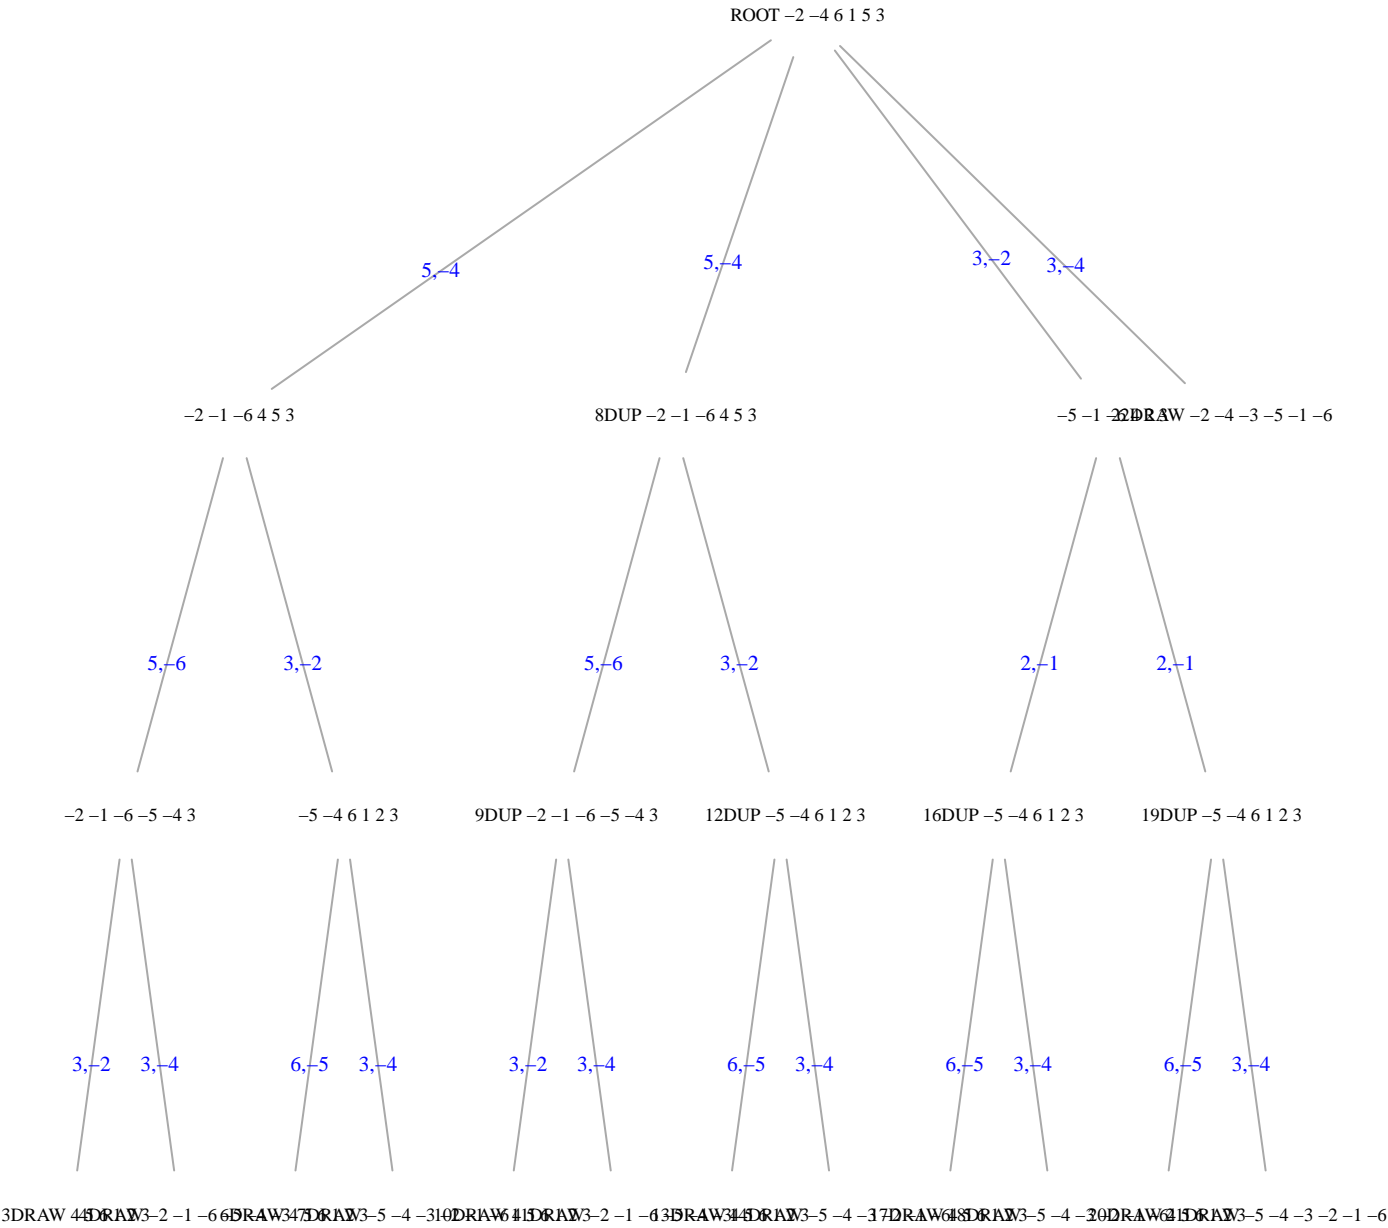 ROOT –2 –4 6 1 5 3
5,–4
5,–4
3,–2
3,–4
–2 –1 –6 4 5 3
8DUP –2 –1 –6 4 5 3
–5 –1 22DRAW –2 –4 –3 –5 –1 –6
5,–6
3,–2
5,–6
3,–2
2,–1
2,–1
–2 –1 –6 –5 –4 3
–5 –4 6 1 2 3
9DUP –2 –1 –6 –5 –4 3
12DUP –5 –4 6 1 2 3
16DUP –5 –4 6 1 2 3
19DUP –5 –4 6 1 2 3
3,–2
3,–4
6,–5
3,–4
3,–2
3,–4
6,–5
3,–4
6,–5
3,–4
6,–5
3,–4
3DRAW –5 –4 –3 –2 –1 –6